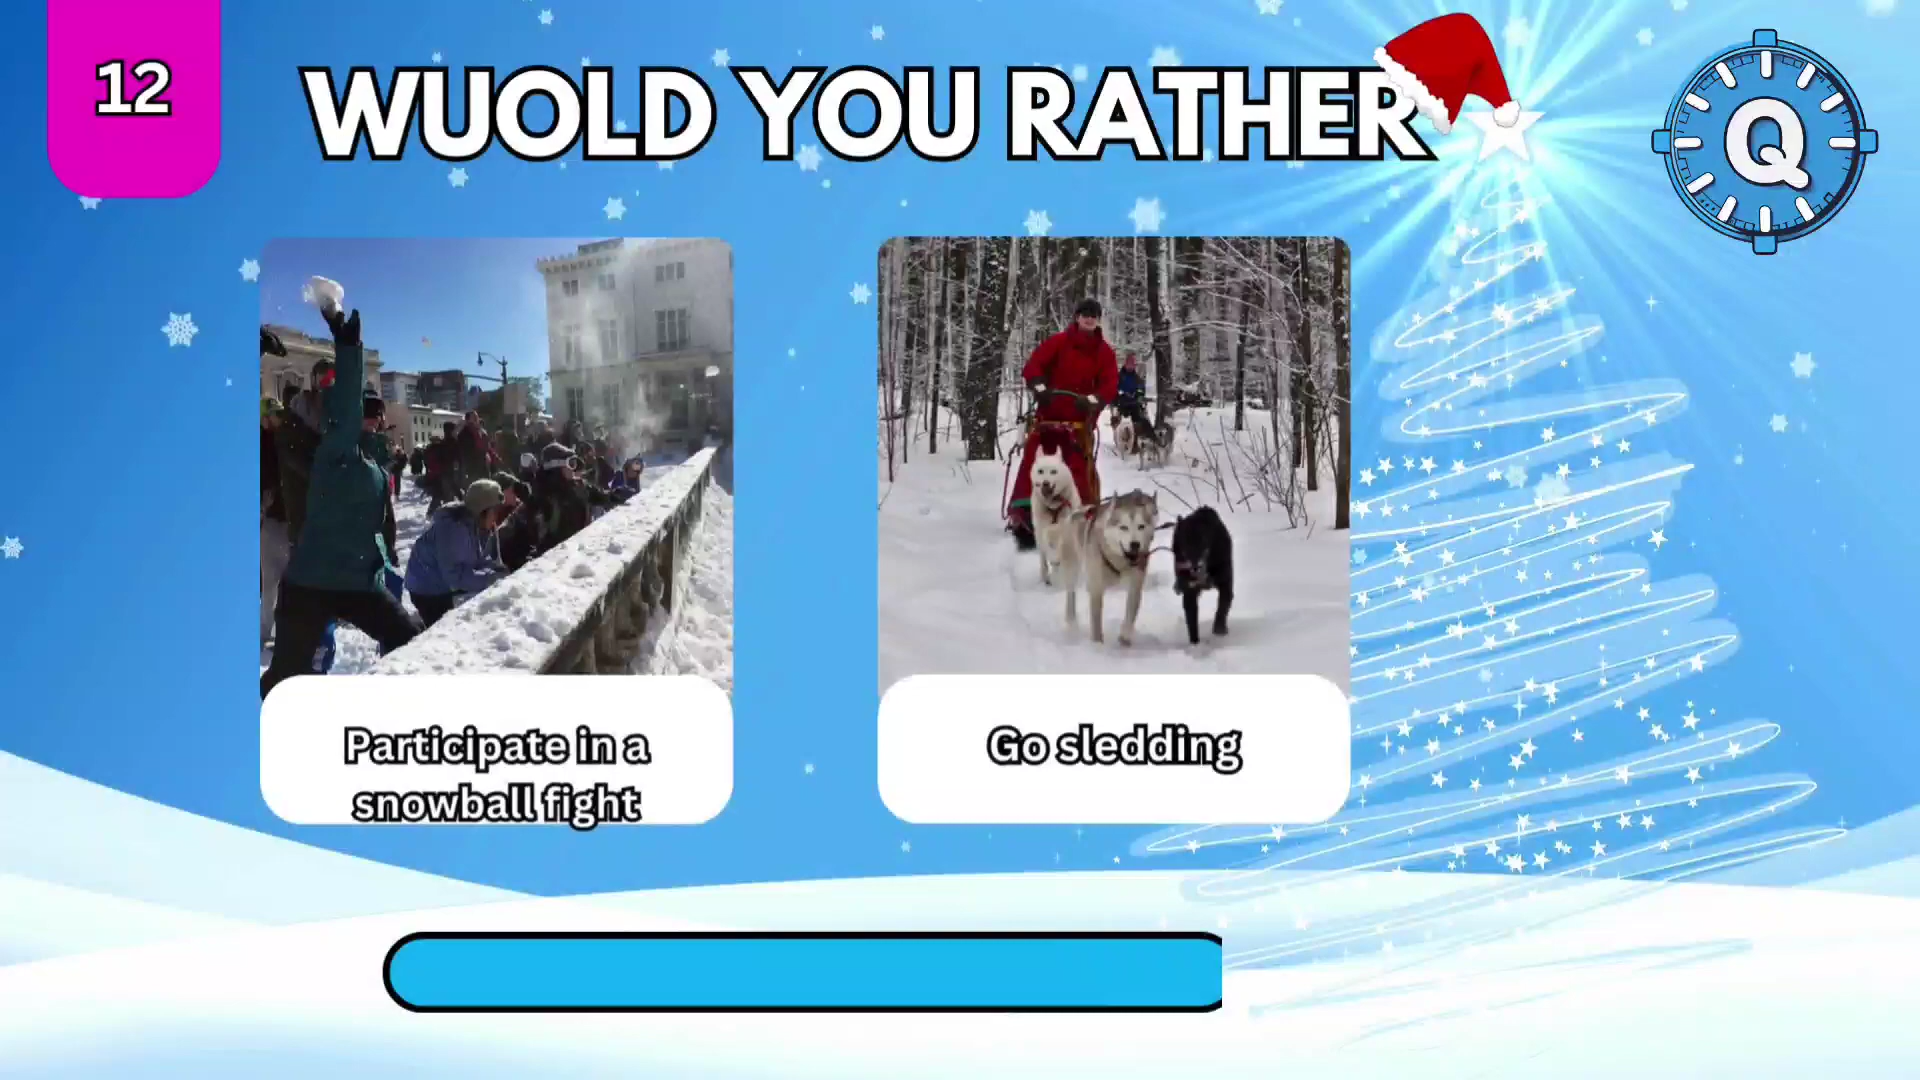 12
WUOLD YOU RATHER
Q
Participate in a
snowball fight
Go sledding